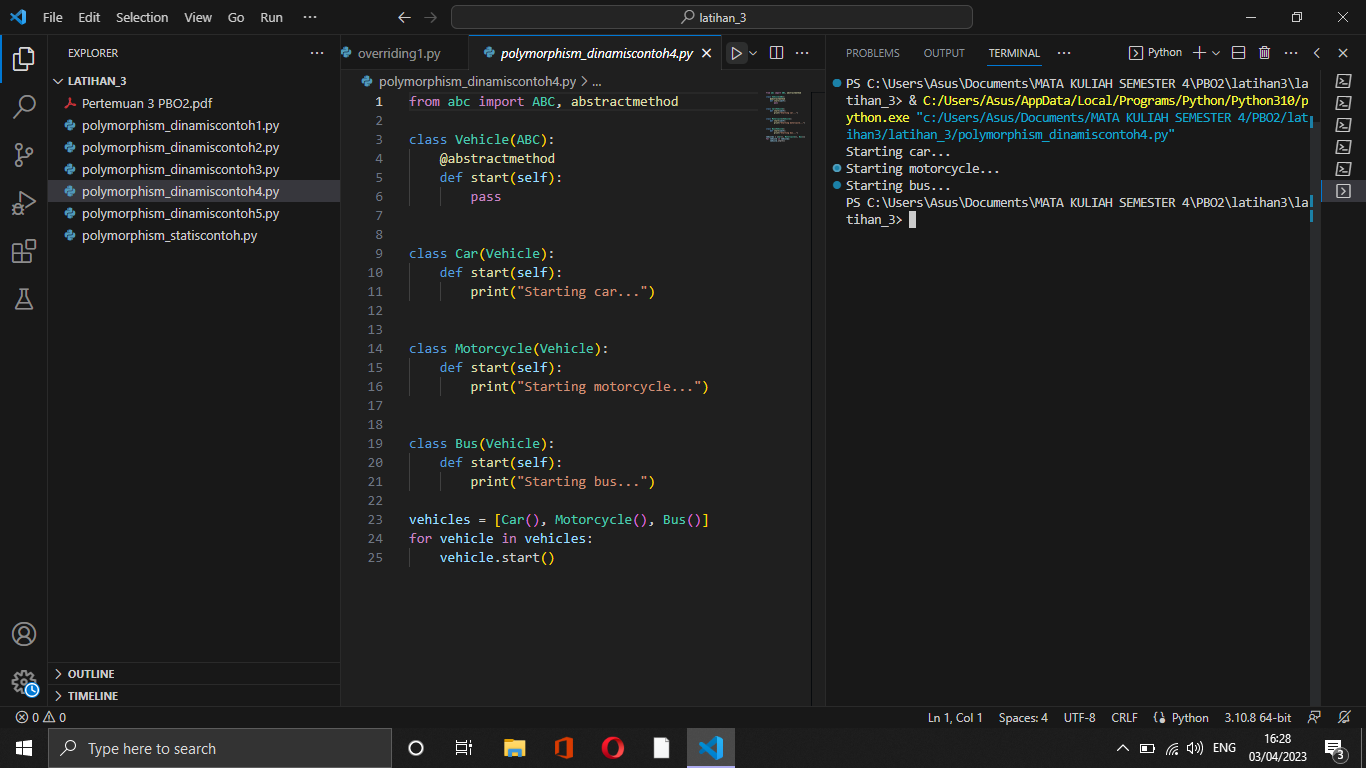 File Edit Selection View Go Run ···
latihan_3
EXPLORER ···
LATIHAN_3
Pertemuan 3 PBO2.pdf
polymorphism_dinamiscontoh1.py
polymorphism_dinamiscontoh2.py
polymorphism_dinamiscontoh3.py
polymorphism_dinamiscontoh4.py
polymorphism_dinamiscontoh5.py
polymorphism_statiscontoh.py
OUTLINE
TIMELINE
overriding1.py polymorphism_dinamiscontoh4.py
polymorphism_dinamiscontoh4.py > ...
1 from abc import ABC, abstractmethod
2
3 class Vehicle(ABC):
4 @abstractmethod
5 def start(self):
6 pass
7
8
9 class Car(Vehicle):
10 def start(self):
11 print("Starting car...")
12
13
14 class Motorcycle(Vehicle):
15 def start(self):
16 print("Starting motorcycle...")
17
18
19 class Bus(Vehicle):
20 def start(self):
21 print("Starting bus...")
22
23 vehicles = [Car(), Motorcycle(), Bus()]
24 for vehicle in vehicles:
25 vehicle.start()
PROBLEMS OUTPUT TERMINAL ··· Python
PS C:\Users\Asus\Documents\MATA KULIAH SEMESTER 4\PBO2\latihan3\la
tihan_3> & C:/Users/Asus/AppData/Local/Programs/Python/Python310/p
ython.exe "c:/Users/Asus/Documents/MATA KULIAH SEMESTER 4/PBO2/lat
ihan3/latihan_3/polymorphism_dinamiscontoh4.py"
Starting car...
Starting motorcycle...
Starting bus...
PS C:\Users\Asus\Documents\MATA KULIAH SEMESTER 4\PBO2\latihan3\la
tihan_3>
0 0 Ln 1, Col 1 Spaces: 4 UTF-8 CRLF Python 3.10.8 64-bit
Type here to search
ENG
16:28
03/04/2023
3